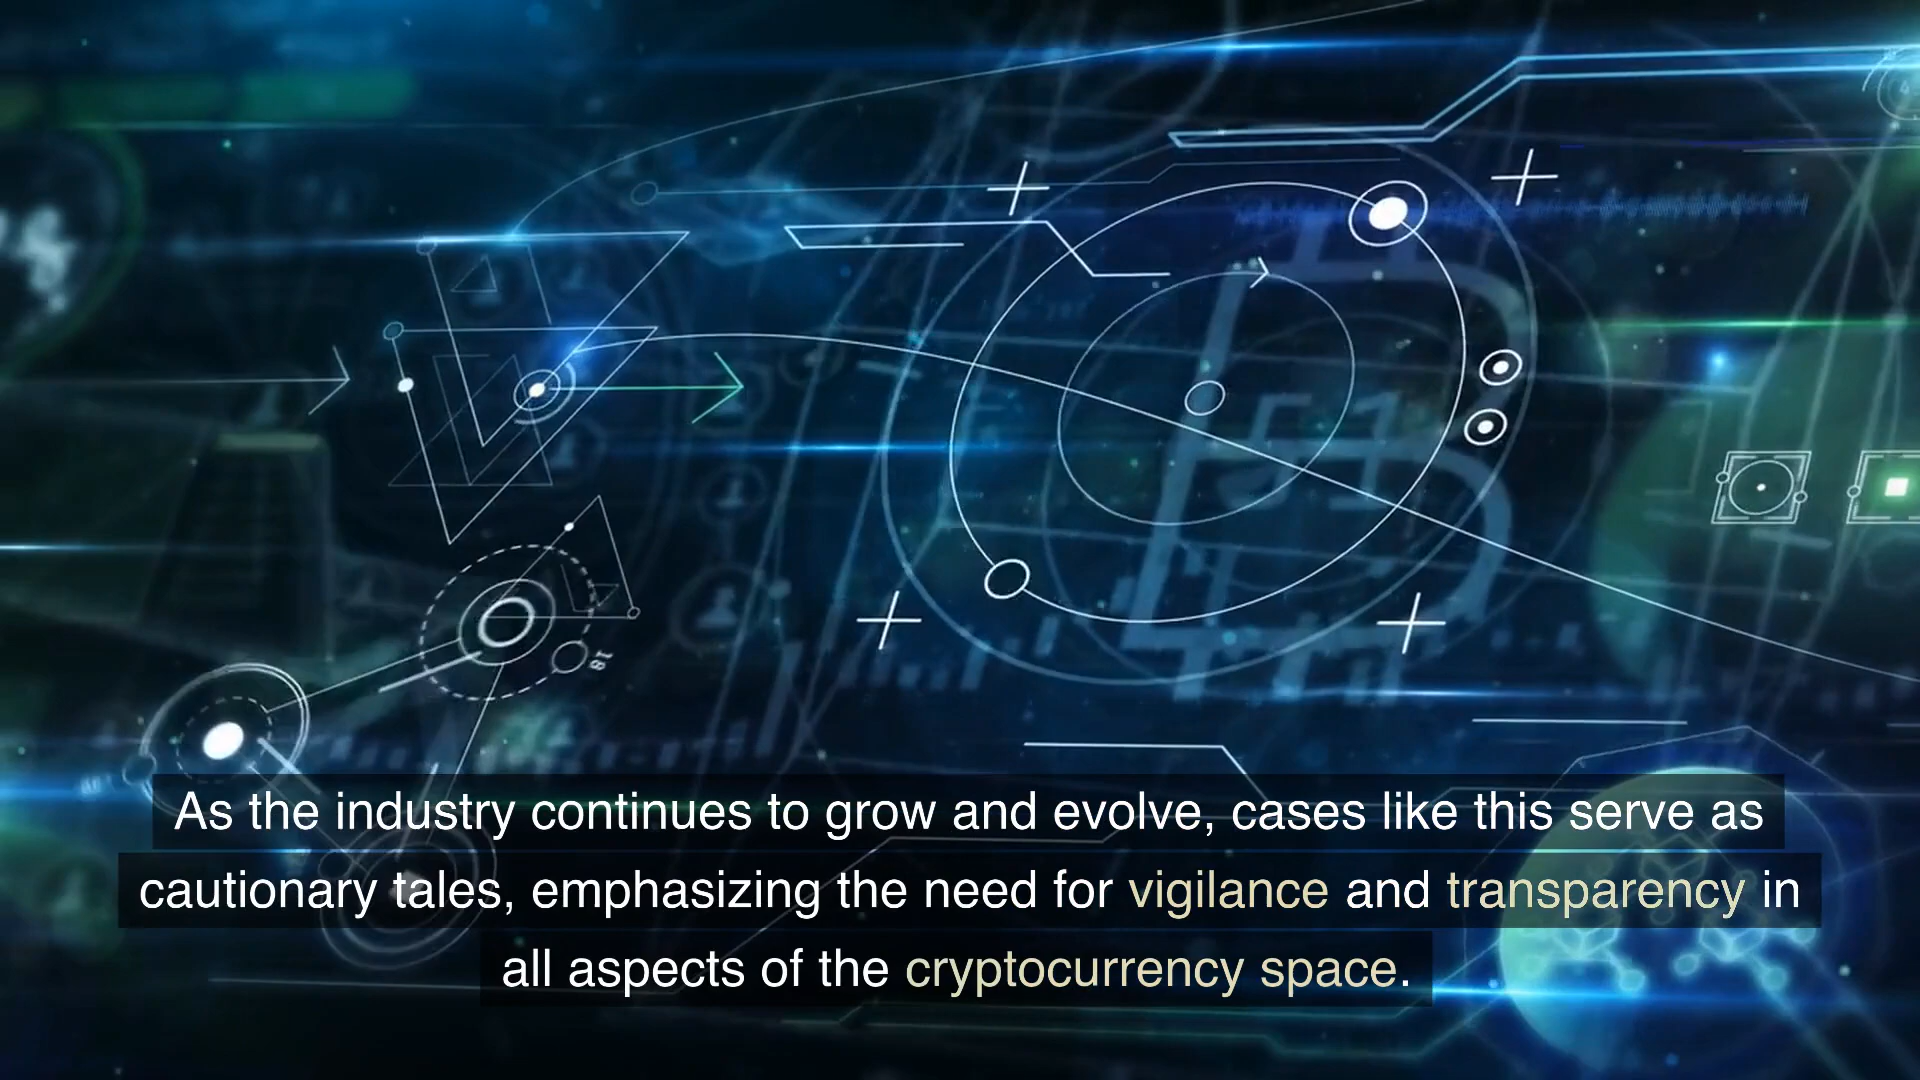 As the industry continues to grow and evolve, cases like this serve as
cautionary tales, emphasizing the need for vigilance and transparency in
all aspects of the cryptocurrency space.
18